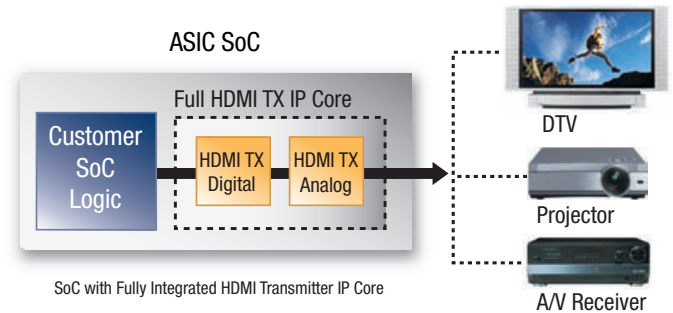 ASIC SoC
Full HDMI TX IP Core
Customer
SoC
Logic
HDMI TX
Digital
HDMI TX
Analog
DTV
Projector
A/V Receiver
SoC with Fully Integrated HDMI Transmitter IP Core